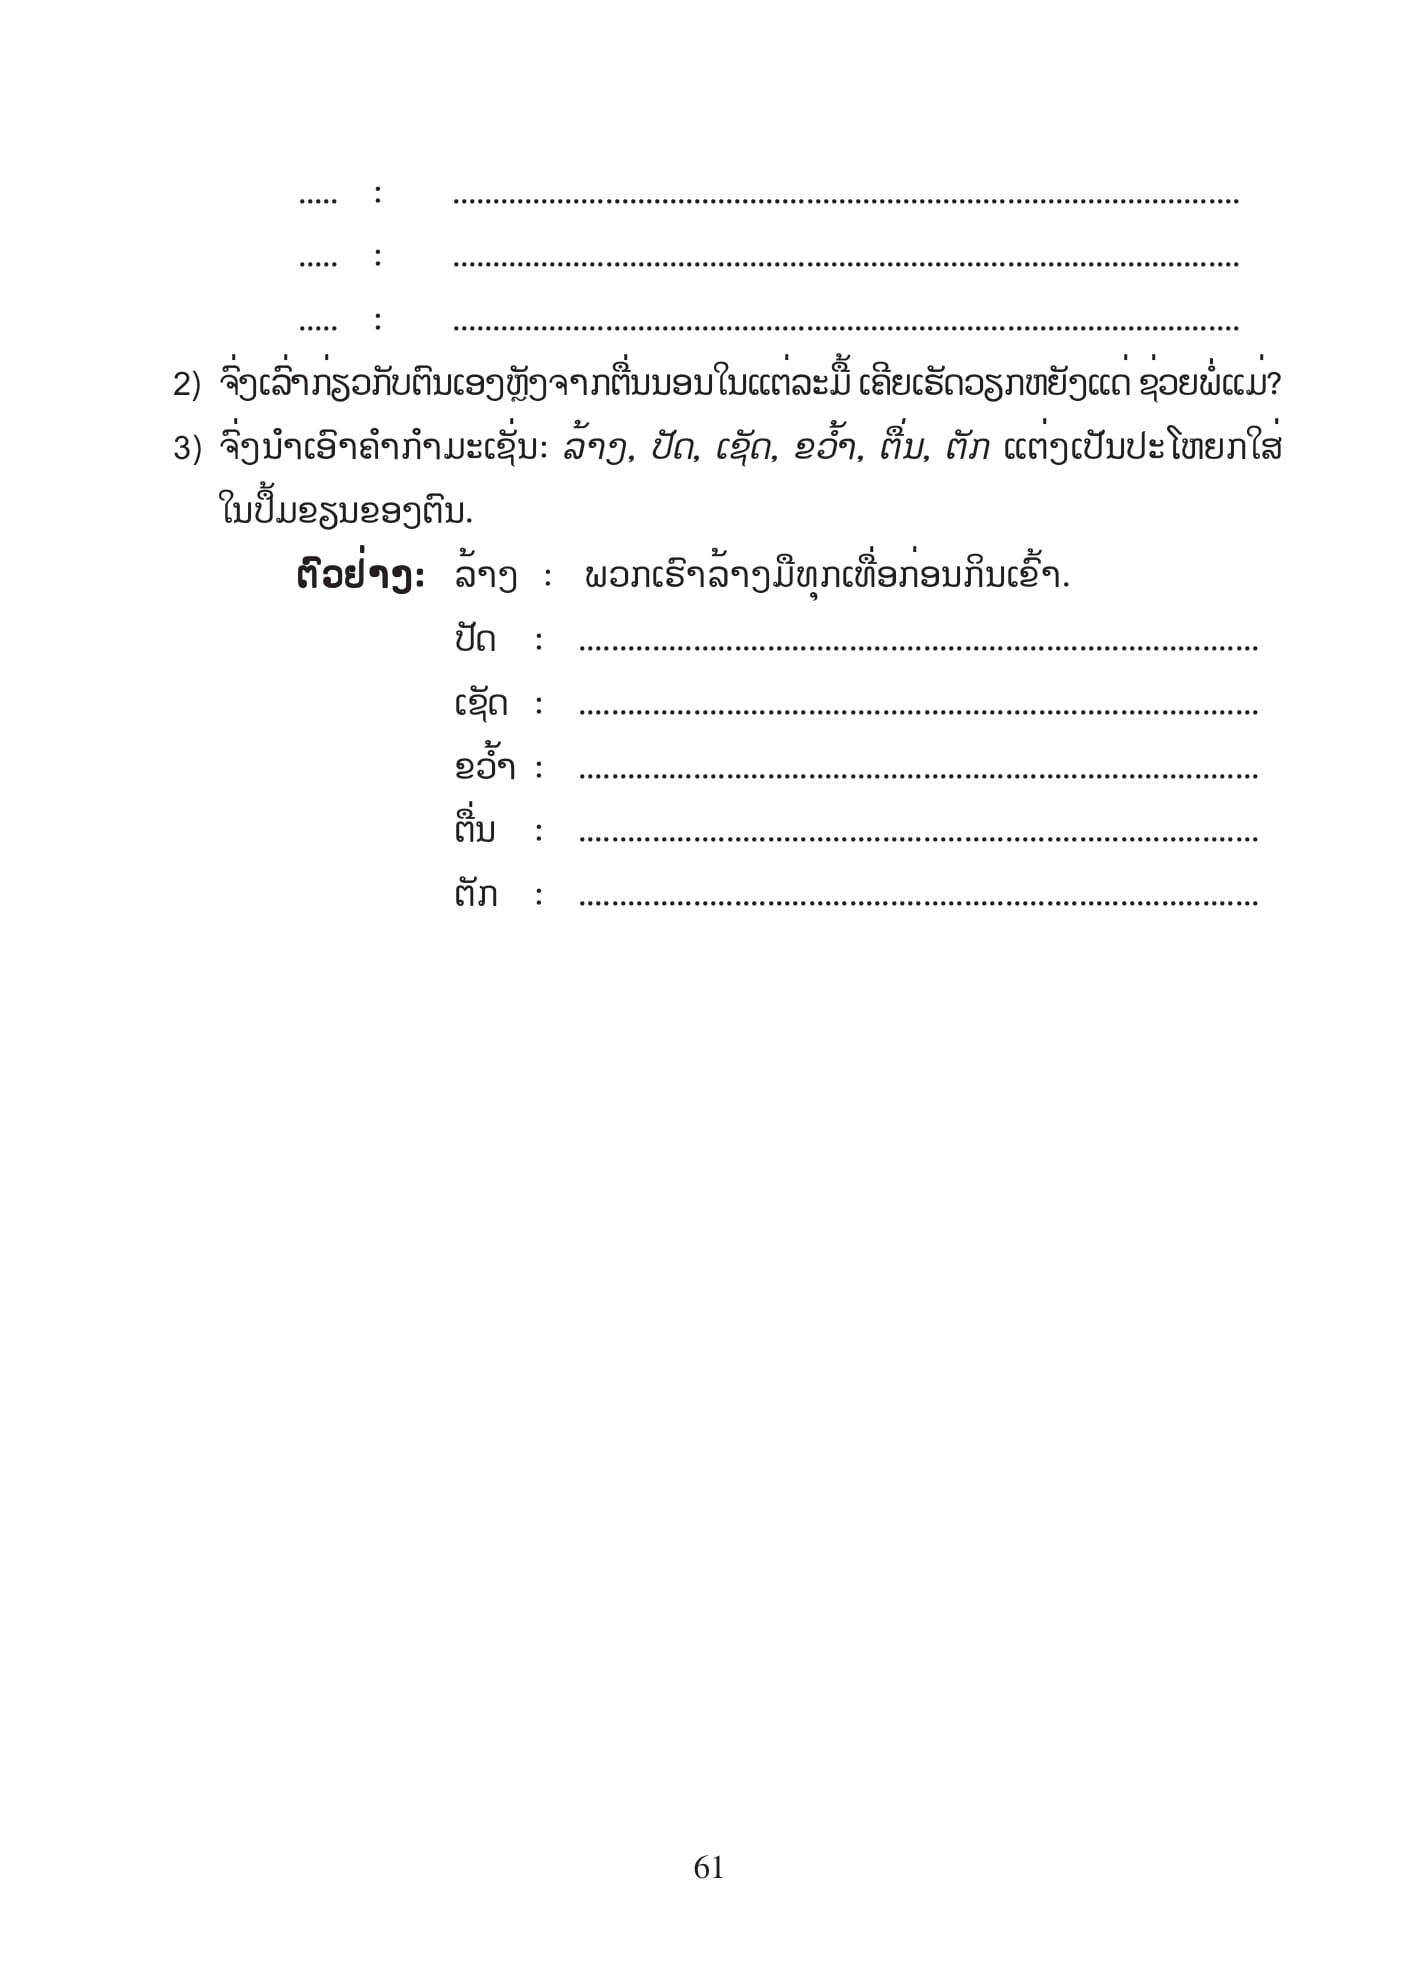 ..... : ..................................................................................................
..... : ..................................................................................................
..... : ..................................................................................................
2) ຈົ່ງເລົ່າກ່ຽວກັບຕົນເອງຫຼັງຈາກຕື່ນນອນໃນແຕ່ລະມື້ ເຄີຍເຮັດວຽກຫຍັງແດ່ ຊ່ວຍພໍ່ແມ່?
3) ຈົ່ງນຳເອົາຄຳກຳມະເຊັ່ນ: ລ້າງ, ປັດ, ເຊັດ, ຂວ້ຳ, ຕື່ນ, ຕັກ ແຕ່ງເປັນປະໂຫຍກໃສ່
ໃນປຶ້ມຂຽນຂອງຕົນ.
ຕົວຢ່າງ: ລ້າງ : ພວກເຮົາລ້າງມືທຸກເທື່ອກ່ອນກິນເຂົ້າ.
ປັດ : .....................................................................................
ເຊັດ : .....................................................................................
ຂວ້ຳ : .....................................................................................
ຕື່ນ : .....................................................................................
ຕັກ : .....................................................................................
61